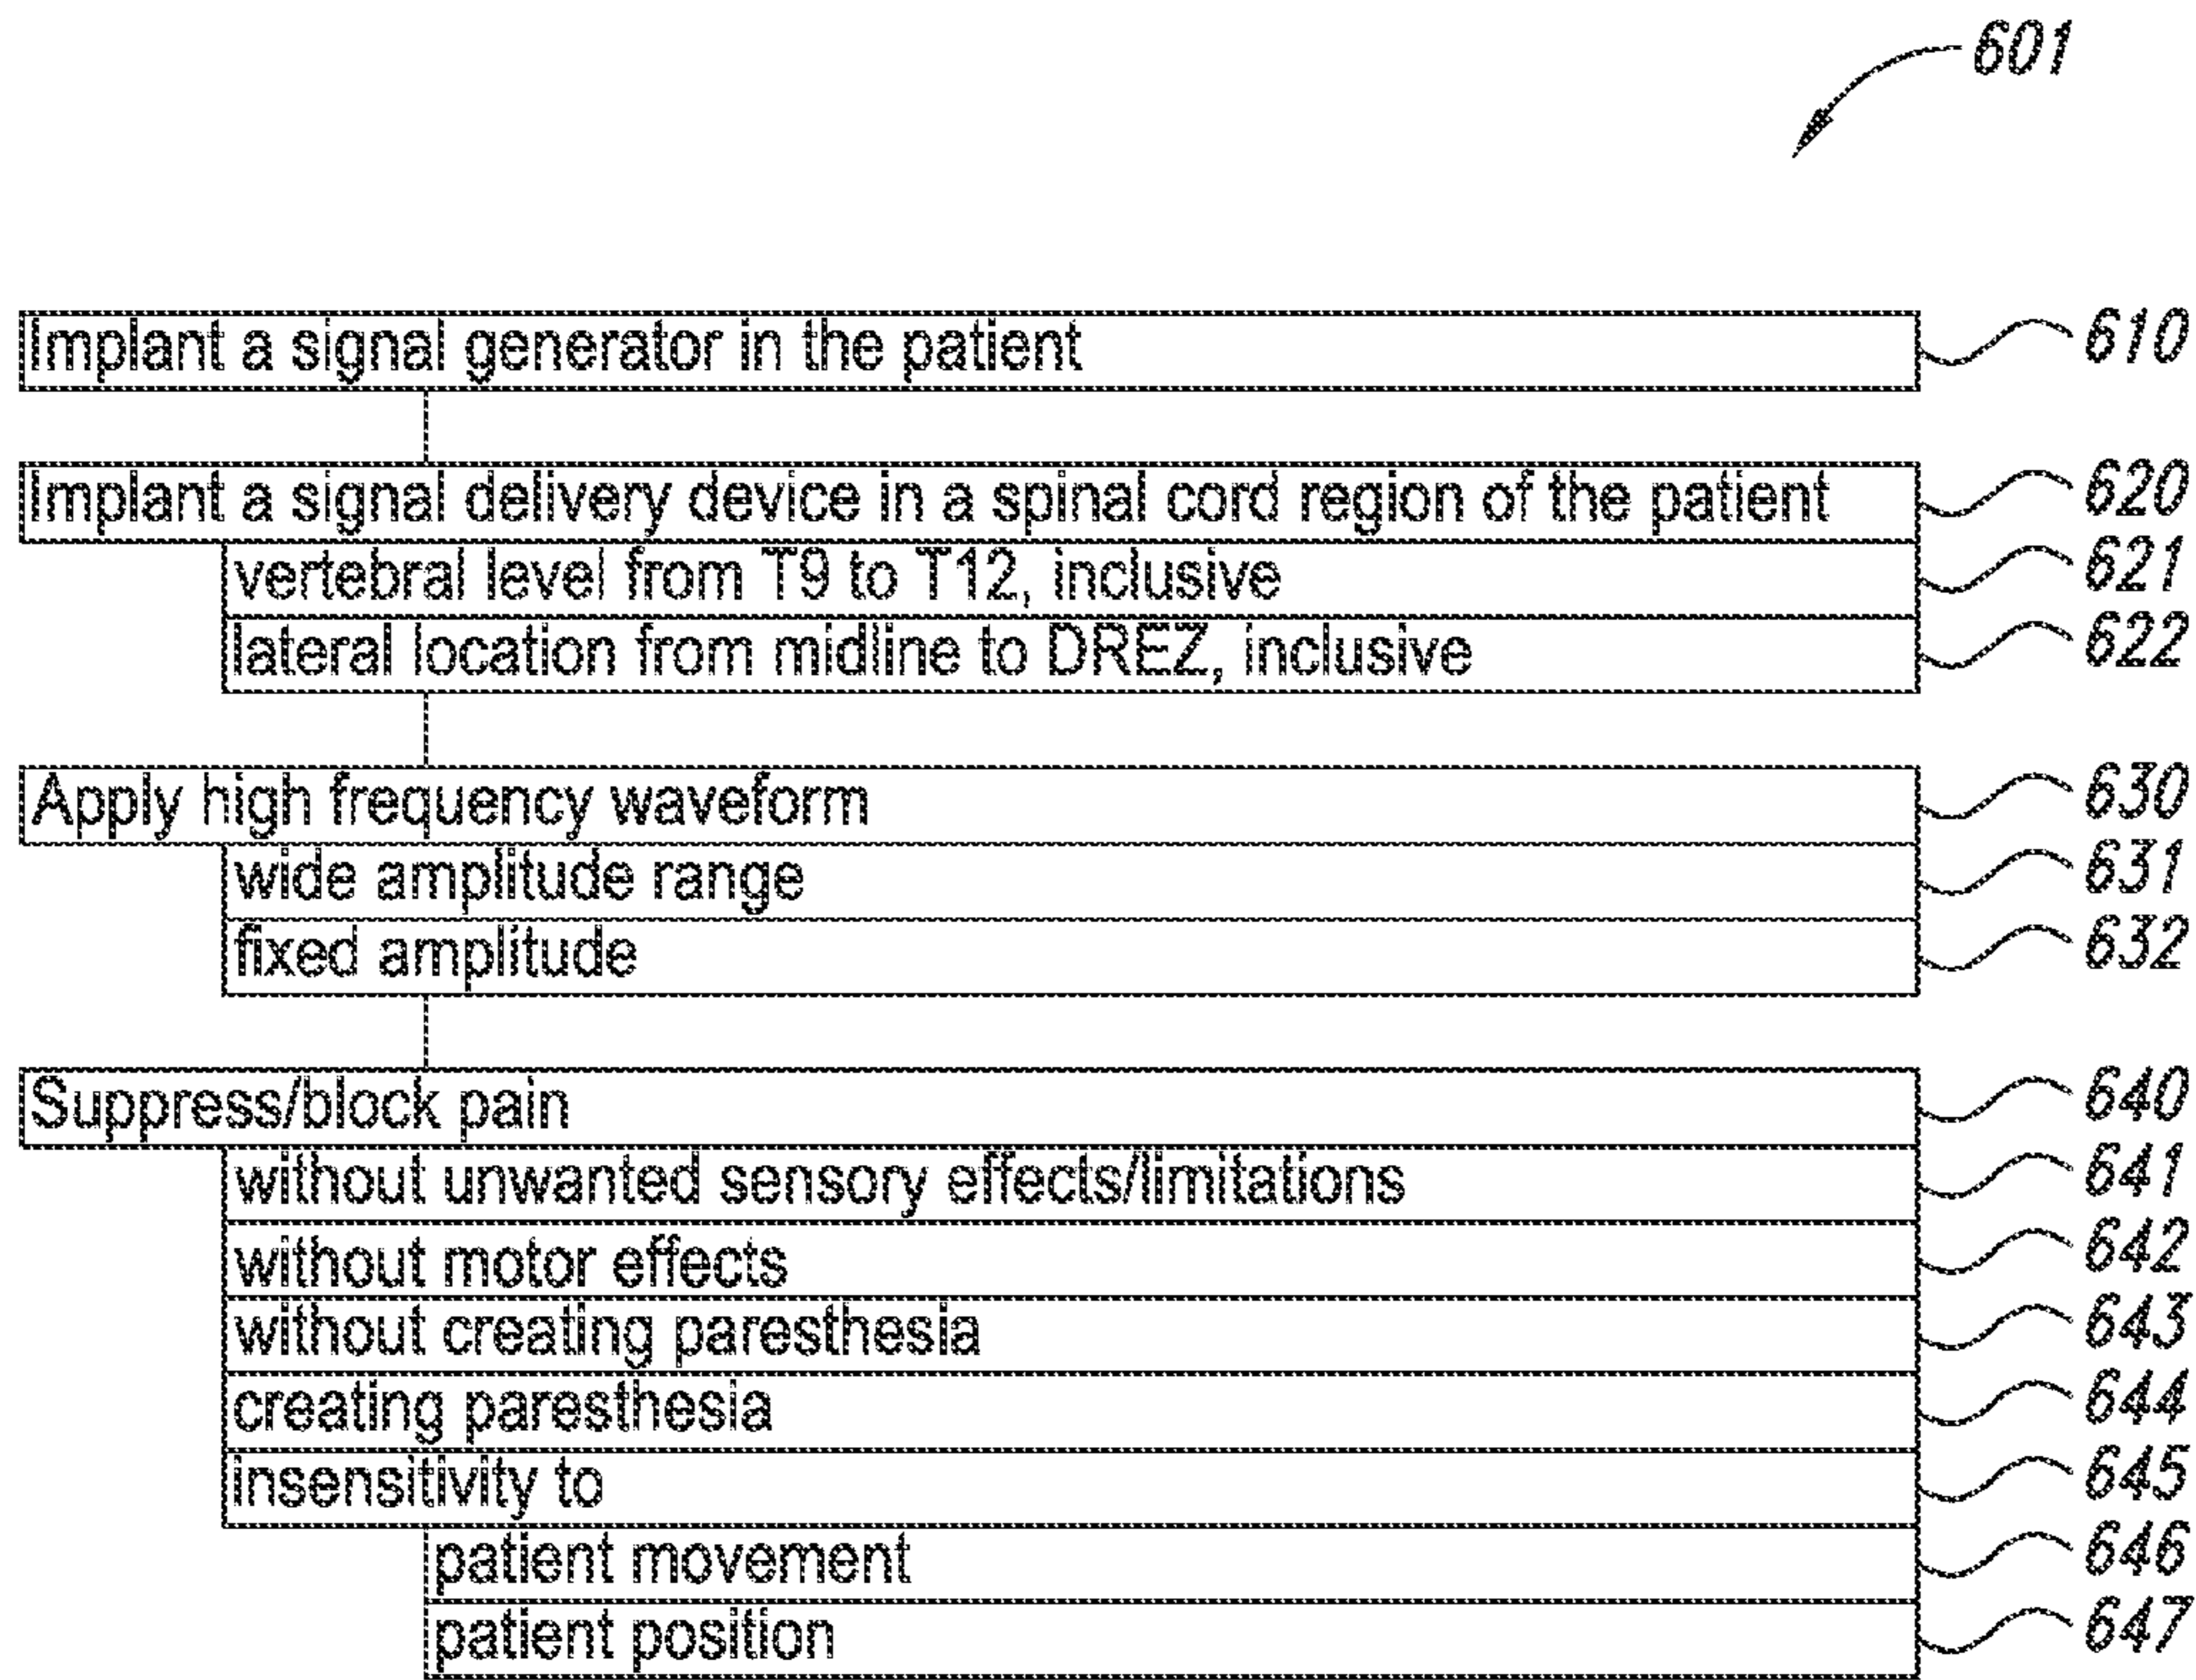 601
Implant a signal generator in the patient 610
Implant a signal delivery device in a spinal cord region of the patient 620
vertebral level from T9 to T12, inclusive 621
lateral location from midline to DREZ, inclusive 622
Apply high frequency waveform 630
wide amplitude range 631
fixed amplitude 632
Suppress/block pain 640
without unwanted sensory effects/limitations 641
without motor effects 642
without creating paresthesia 643
creating paresthesia 644
insensitivity to 645
patient movement 646
patient position 647